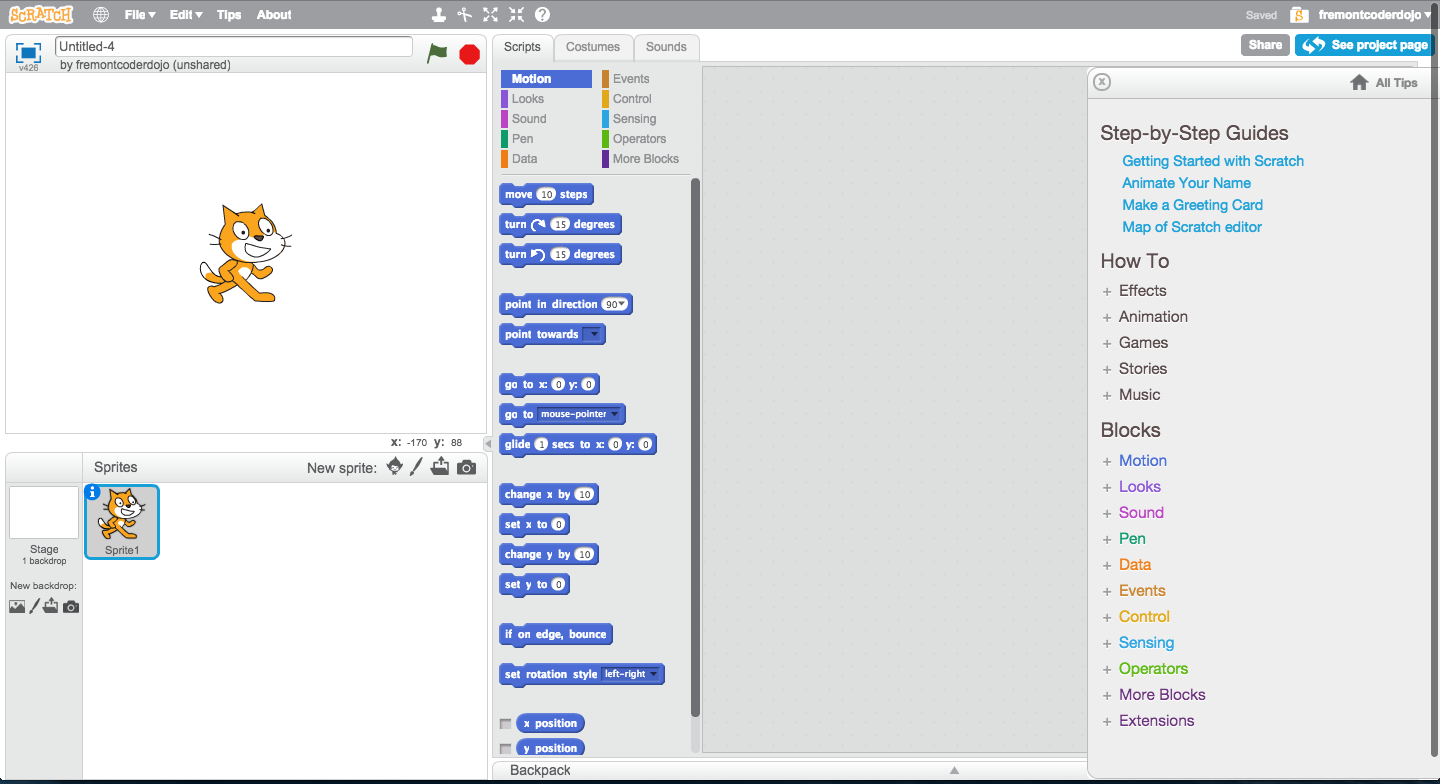 SCRATCH File Edit Tips About Saved fremontcoderdojo
v426 Untitled-4
by fremontcoderdojo (unshared)
Scripts Costumes Sounds
Share See project page
Motion Events
Looks Control
Sound Sensing
Pen Operators
Data More Blocks
move 10 steps
turn 15 degrees
turn 15 degrees
point in direction 90
point towards
go to x: 0 y: 0
go to mouse-pointer
glide 1 secs to x: 0 y: 0
change x by 10
set x to 0
change y by 10
set y to 0
if on edge, bounce
set rotation style left-right
x position
y position
x: -170 y: 88
Sprites New sprite:
Stage
1 backdrop
New backdrop:
Sprite1
Backpack
All Tips
Step-by-Step Guides
Getting Started with Scratch
Animate Your Name
Make a Greeting Card
Map of Scratch editor
How To
+ Effects
+ Animation
+ Games
+ Stories
+ Music
Blocks
+ Motion
+ Looks
+ Sound
+ Pen
+ Data
+ Events
+ Control
+ Sensing
+ Operators
+ More Blocks
+ Extensions